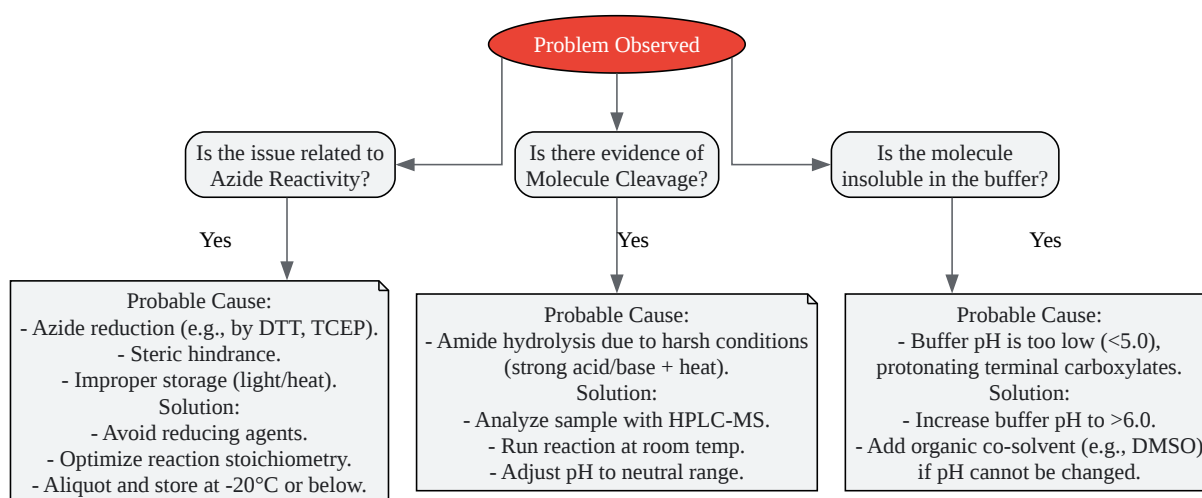 Problem Observed
Is the issue related to
Azide Reactivity?
Is there evidence of
Molecule Cleavage?
Is the molecule
insoluble in the buffer?
Yes
Yes
Yes
Probable Cause:
- Azide reduction (e.g., by DTT, TCEP).
- Steric hindrance.
- Improper storage (light/heat).
Solution:
- Avoid reducing agents.
- Optimize reaction stoichiometry.
- Aliquot and store at -20°C or below.
Probable Cause:
- Amide hydrolysis due to harsh conditions
(strong acid/base + heat).
Solution:
- Analyze sample with HPLC-MS.
- Run reaction at room temp.
- Adjust pH to neutral range.
Probable Cause:
- Buffer pH is too low (<5.0),
protonating terminal carboxylates.
Solution:
- Increase buffer pH to >6.0.
- Add organic co-solvent (e.g., DMSO)
if pH cannot be changed.